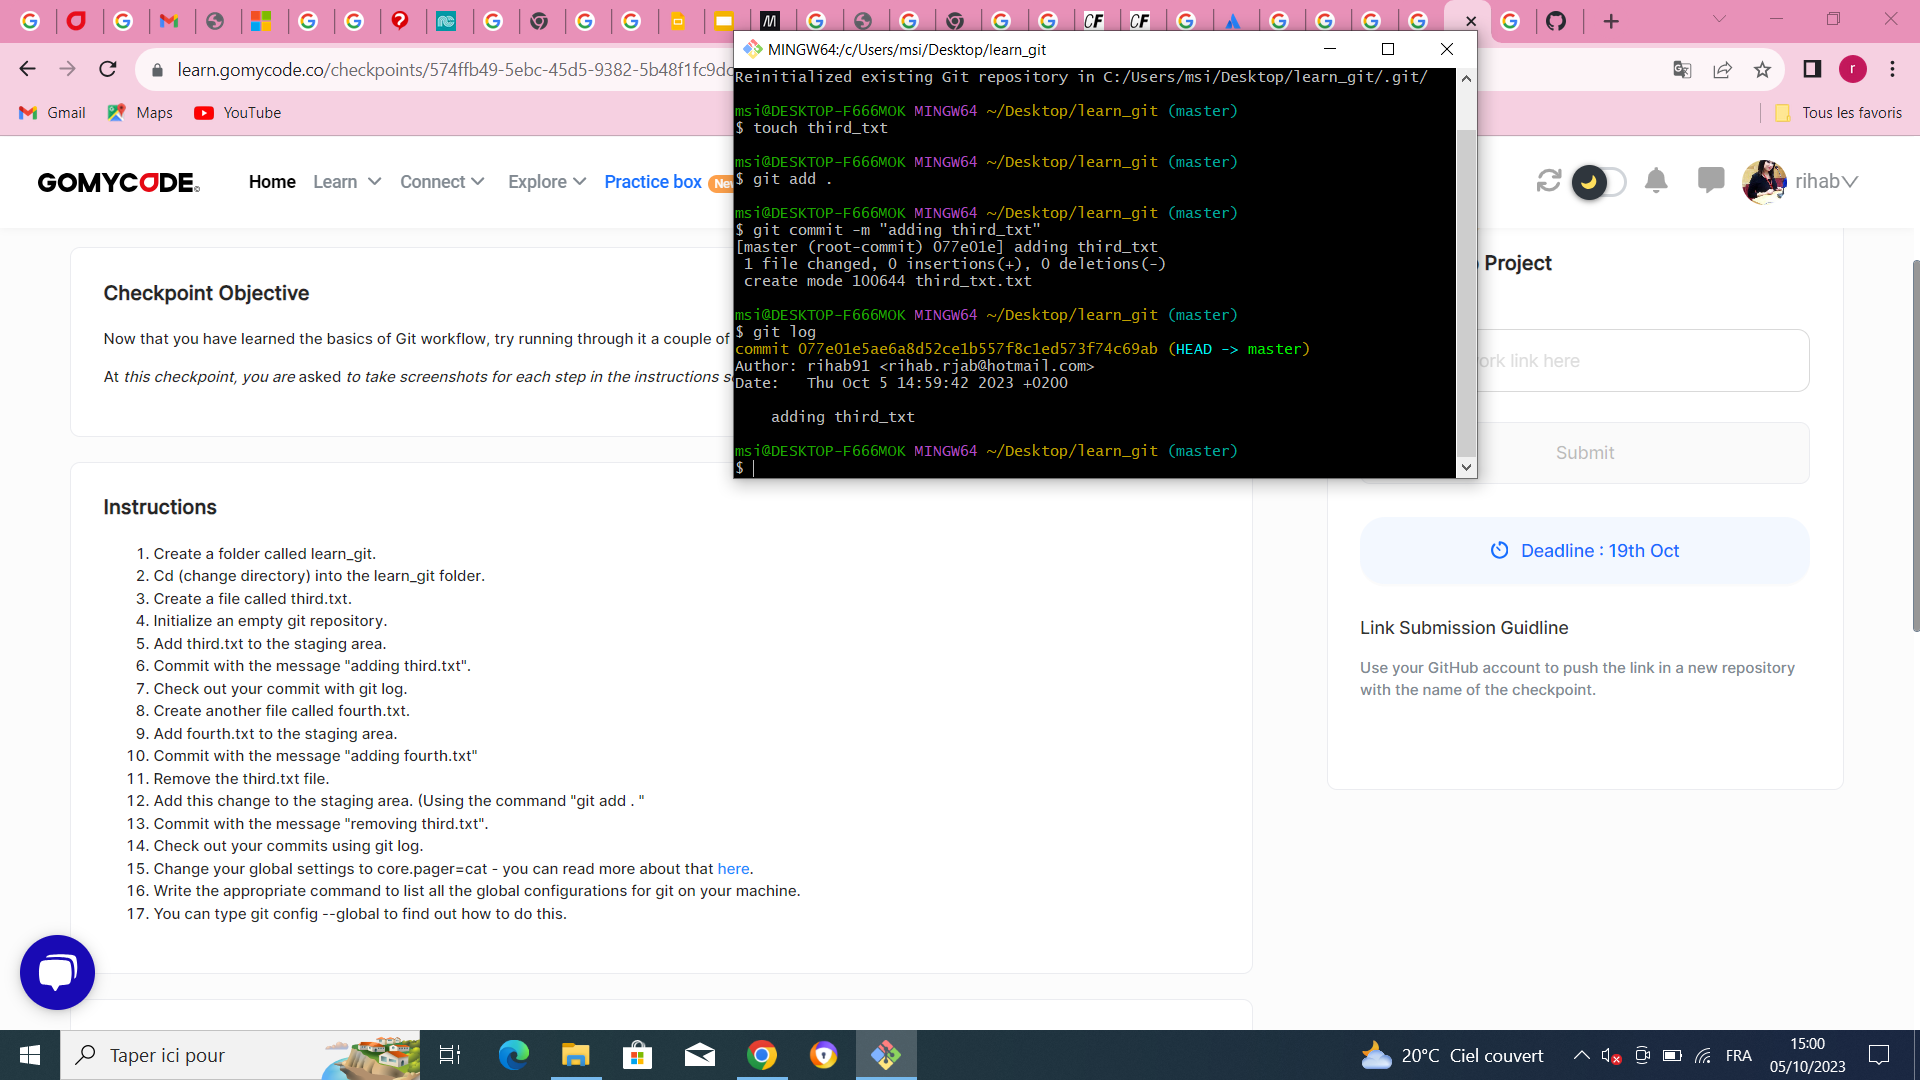 MINGW64:/c/Users/msi/Desktop/learn_git
learn.gomycode.co/checkpoints/574ffb49-5ebc-45d5-9382-5b48f1fc9dc
r
Gmail
Maps
YouTube
Tous les favoris
GOMYCODE
Home
Learn
Connect
Explore
Practice box
New
rihab
Reinitialized existing Git repository in C:/Users/msi/Desktop/learn_git/.git/
msi@DESKTOP-F666MOK MINGW64 ~/Desktop/learn_git (master)
$ touch third_txt
msi@DESKTOP-F666MOK MINGW64 ~/Desktop/learn_git (master)
$ git add .
msi@DESKTOP-F666MOK MINGW64 ~/Desktop/learn_git (master)
$ git commit -m "adding third_txt"
[master (root-commit) 077e01e] adding third_txt
1 file changed, 0 insertions(+), 0 deletions(-)
create mode 100644 third_txt.txt
msi@DESKTOP-F666MOK MINGW64 ~/Desktop/learn_git (master)
$ git log
commit 077e01e5ae6a8d52ce1b557f8c1ed573f74c69ab (HEAD -> master)
Author: rihab91 <rihab.rjab@hotmail.com>
Date:   Thu Oct 5 14:59:42 2023 +0200
adding third_txt
msi@DESKTOP-F666MOK MINGW64 ~/Desktop/learn_git (master)
$
Checkpoint Objective
Now that you have learned the basics of Git workflow, try running through it a couple of
At this checkpoint, you are asked to take screenshots for each step in the instructions
Instructions
1. Create a folder called learn_git.
2. Cd (change directory) into the learn_git folder.
3. Create a file called third.txt.
4. Initialize an empty git repository.
5. Add third.txt to the staging area.
6. Commit with the message "adding third.txt".
7. Check out your commit with git log.
8. Create another file called fourth.txt.
9. Add fourth.txt to the staging area.
10. Commit with the message "adding fourth.txt"
11. Remove the third.txt file.
12. Add this change to the staging area. (Using the command "git add . "
13. Commit with the message "removing third.txt".
14. Check out your commits using git log.
15. Change your global settings to core.pager=cat - you can read more about that here.
16. Write the appropriate command to list all the global configurations for git on your machine.
17. You can type git config --global to find out how to do this.
Project
link here
Submit
Deadline : 19th Oct
Link Submission Guidline
Use your GitHub account to push the link in a new repository
with the name of the checkpoint.
Taper ici pour
20°C Ciel couvert
FRA
15:00
05/10/2023